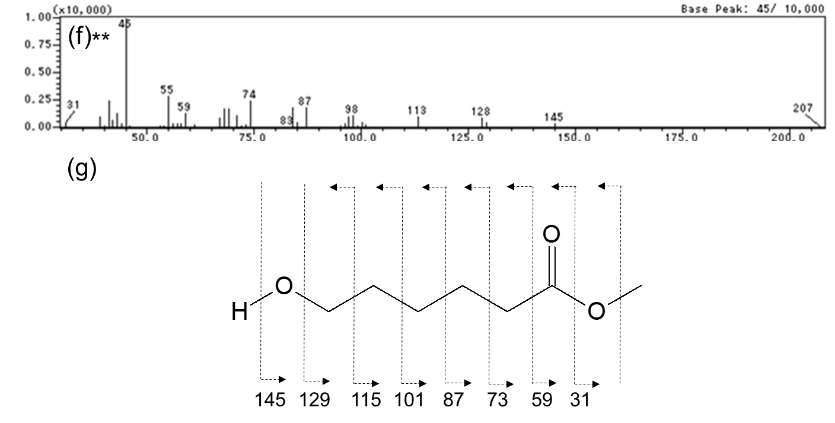 (x10,000)
Base Peak: 45/ 10,000
1.00
0.75
0.50
0.25
0.00
(f)**
45
31
55
59
74
83
87
98
113
128
145
207
50.0 75.0 100.0 125.0 150.0 175.0 200.0
(g)
O
H O O
145 129 115 101 87 73 59 31